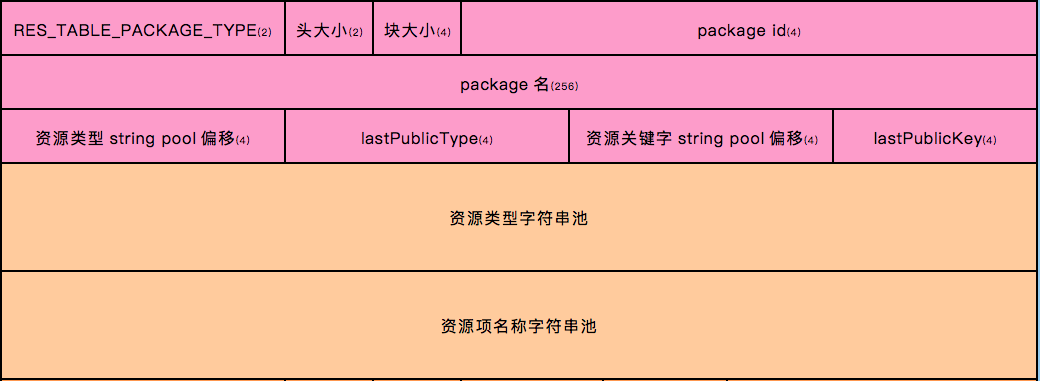 RES_TABLE_PACKAGE_TYPE(2) 头大小(2) 块大小(4) package id(4)
package 名(256)
资源类型 string pool 偏移(4) lastPublicType(4) 资源关键字 string pool 偏移(4) lastPublicKey(4)
资源类型字符串池
资源项名称字符串池